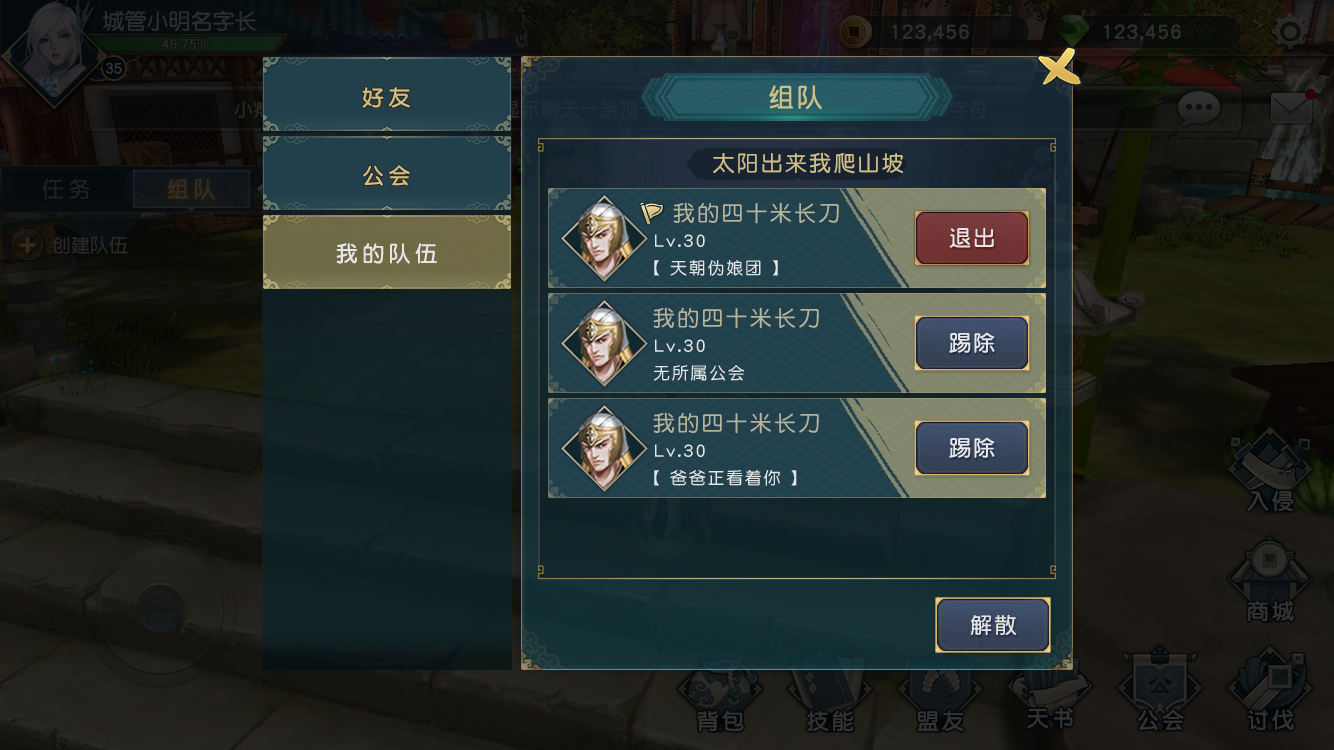 城管小明名字长
46.75%
35
123,456
123,456
任务
组队
创建队伍
好友
公会
我的队伍
组队
太阳出来我爬山坡
我的四十米长刀
Lv.30
【 天朝伪娘团 】
退出
我的四十米长刀
Lv.30
无所属公会
踢除
我的四十米长刀
Lv.30
【 爸爸正看着你 】
踢除
解散
入侵
商城
背包
技能
盟友
天书
公会
讨伐